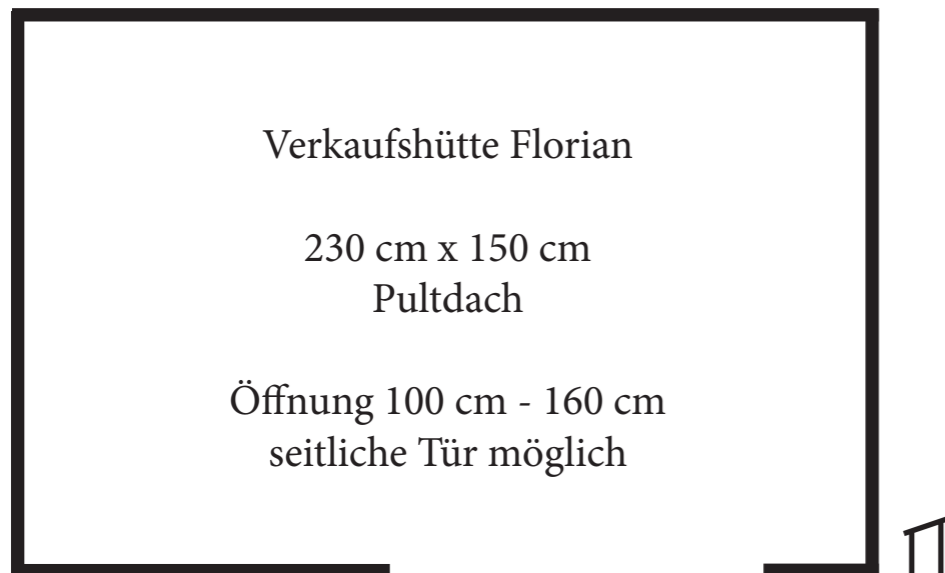 Verkaufshütte Florian
230 cm x 150 cm
Pultdach
Öffnung 100 cm - 160 cm
seitliche Tür möglich